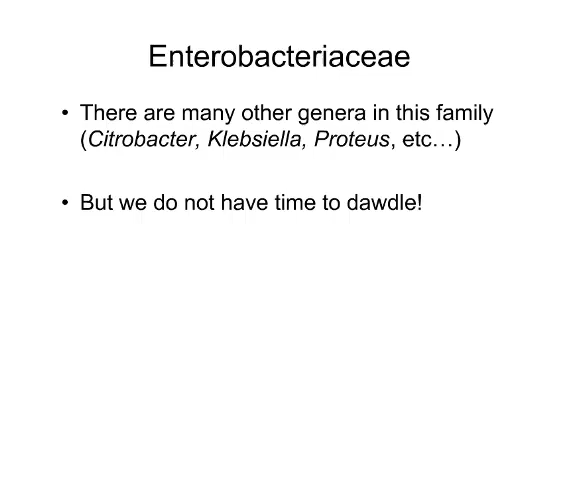 Enterobacteriaceae
• There are many other genera in this family
(Citrobacter, Klebsiella, Proteus, etc…)
• But we do not have time to dawdle!